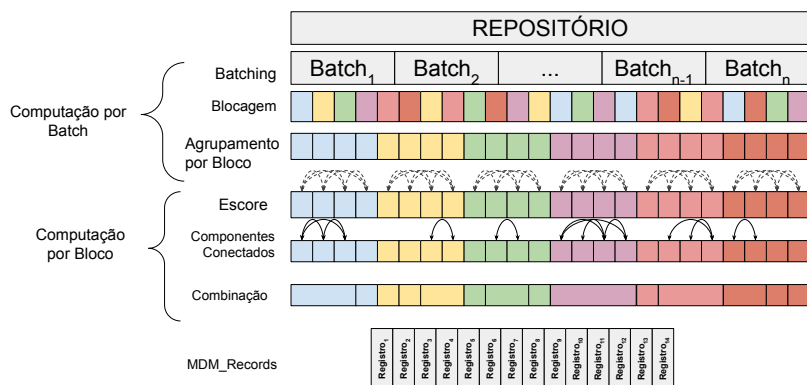 REPOSITÓRIO
Batching
Batch1
Batch2
...
Batchn-1
Batchn
Computação por
Batch
Blocagem
Agrupamento
por Bloco
Computação
por Bloco
Escore
Componentes
Conectados
Combinação
MDM_Records
Registro1
Registro2
Registro3
Registro4
Registro5
Registro6
Registro7
Registro8
Registro9
Registro10
Registro11
Registro12
Registro13
Registro14